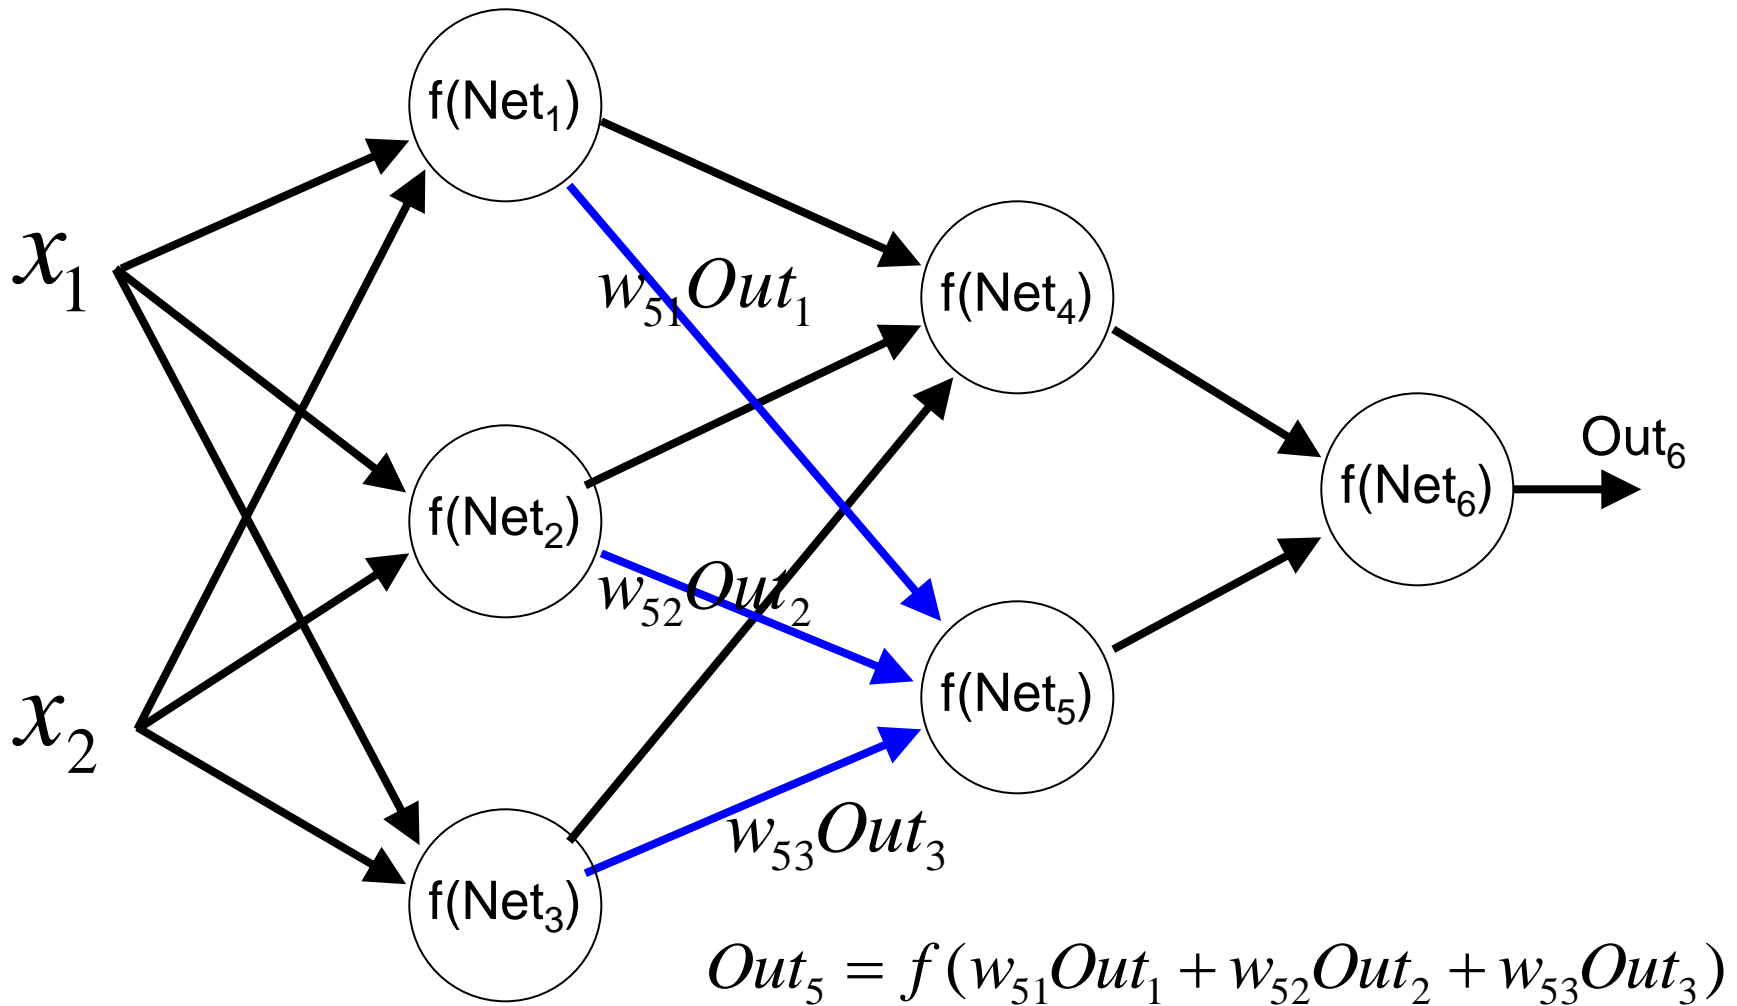 f(Net₁)
x₁
w₅₁Out₁
f(Net₄)
Out₆
f(Net₆)
f(Net₂)
w₅₂Out₂
f(Net₅)
x₂
w₅₃Out₃
f(Net₃)
Out₅ = f(w₅₁Out₁ + w₅₂Out₂ + w₅₃Out₃)